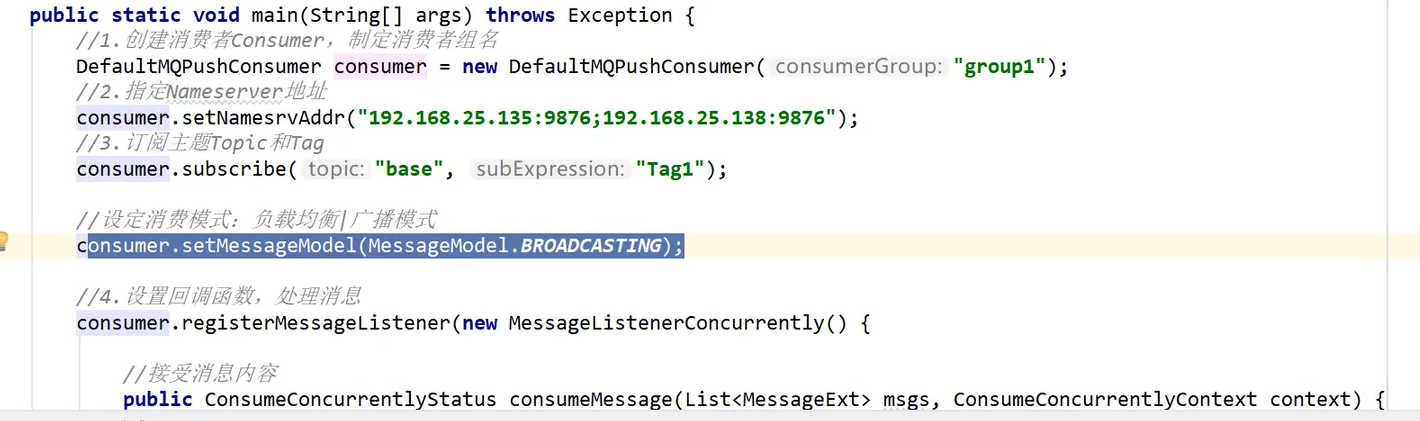 public static void main(String[] args) throws Exception {
//1.创建消费者Consumer，制定消费者组名
DefaultMQPushConsumer consumer = new DefaultMQPushConsumer( consumerGroup: "group1");
//2.指定Nameserver地址
consumer.setNamesrvAddr("192.168.25.135:9876;192.168.25.138:9876");
//3.订阅主题Topic和Tag
consumer.subscribe( topic: "base", subExpression: "Tag1");
//设定消费模式：负载均衡|广播模式
consumer.setMessageModel(MessageModel.BROADCASTING);
//4.设置回调函数，处理消息
consumer.registerMessageListener(new MessageListenerConcurrently() {
//接受消息内容
public ConsumeConcurrentlyStatus consumeMessage(List<MessageExt> msgs, ConsumeConcurrentlyContext context) {